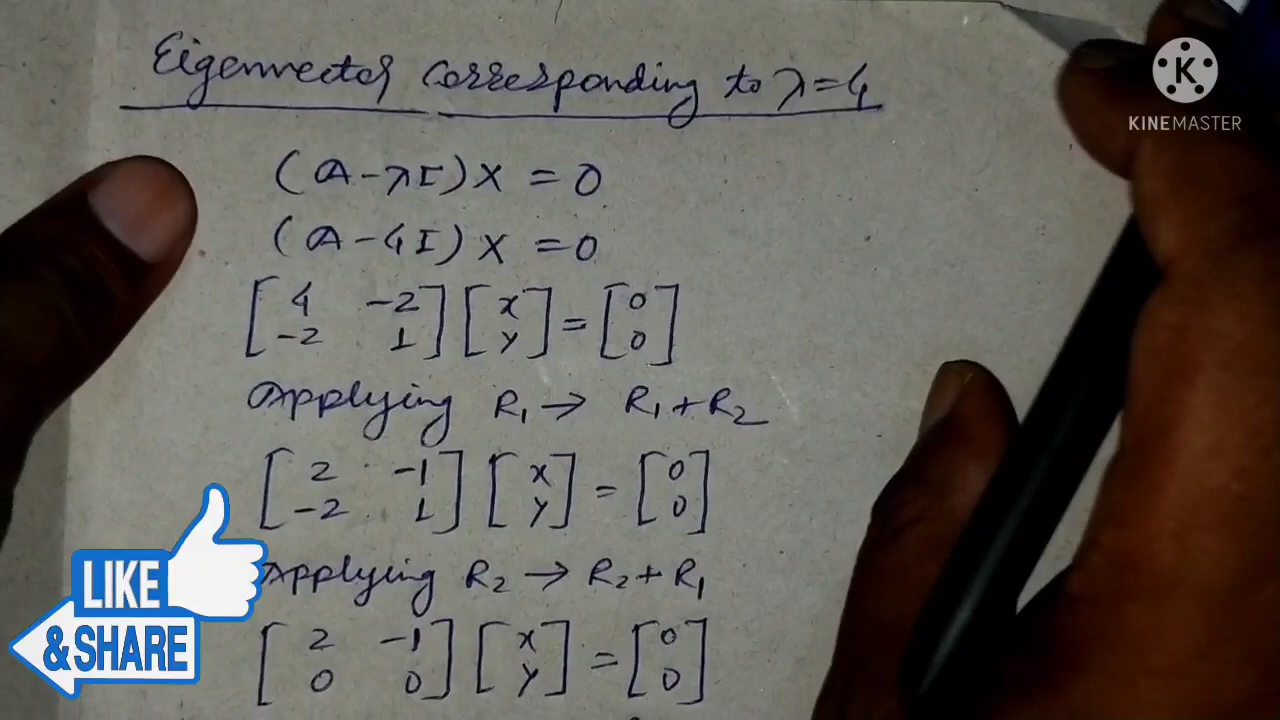 Eigenvector corresponding to λ=4
KINEMASTER
(A-λI)X = 0
(A-4I)X = 0
[4 -2] [x] = [0]
[-2 1] [y] [0]
Applying R₁ → R₁+R₂
[2 -1] [x] = [0]
[-2 1] [y] [0]
Applying R₂ → R₂+R₁
[2 -1] [x] = [0]
[0 0] [y] [0]
LIKE
&SHARE